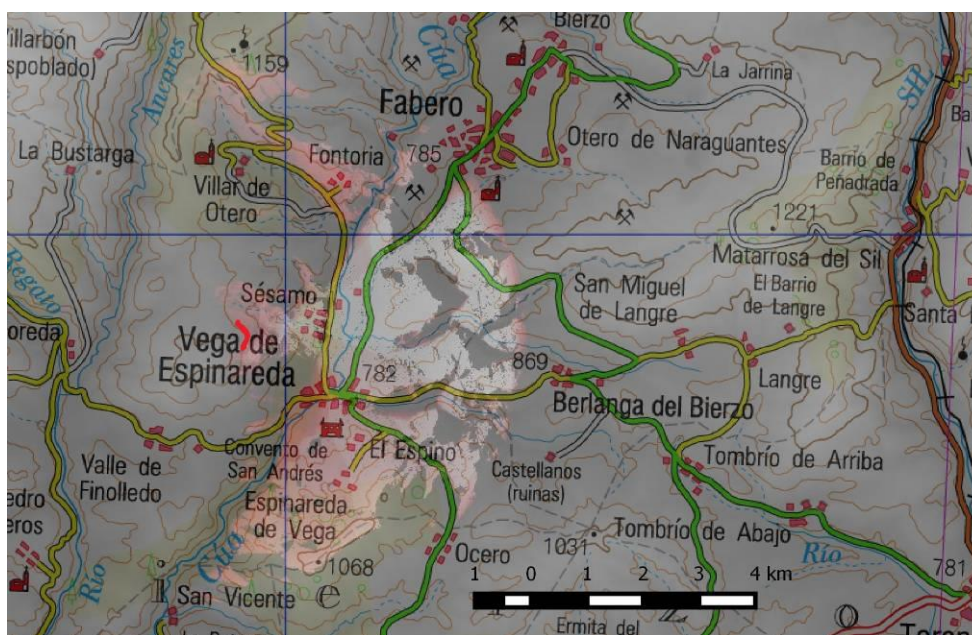 Bierzo
Cúa
Ancares
1159
Sil
La Jarrina
Fabero
Otero de Naraguantes
La Bustarga
Fontoria
785
Barrio de
Peñadrada
Villar de
Otero
1221
Matarrosa del Sil
San Miguel
de Langre
El Barrio
de Langre
Regato
Sésamo
Santa
Vega de
Espinareda
869
782
Langre
Berlanga del Bierzo
Convento de
San Andrés
El Espino
Valle de
Finolledo
Castellanos
(ruinas)
Tombrío de Arriba
Espinareda
de Vega
Tombrío de Abajo
Cúa
Río
Ocero
1031
Río
1068
781
1 0 1 2 3 4 km
San Vicente
Ermita del